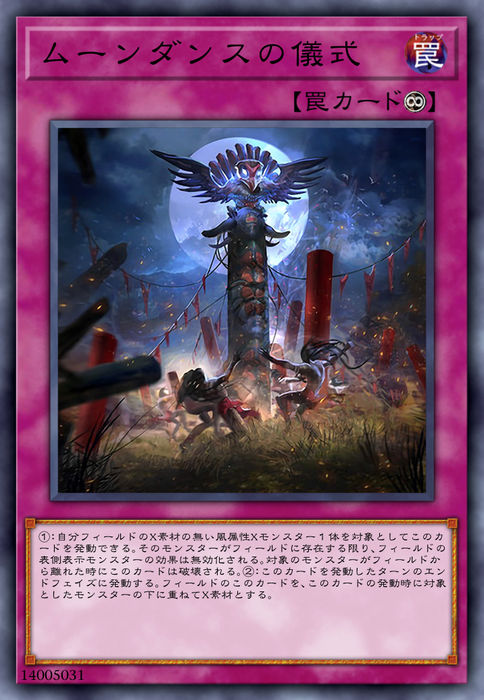 ムーンダンスの儀式
トラップ
罠
【罠カード】
①:自分フィールドのX素材の無い風属性Xモンスター1体を対象としてこのカ
ードを発動できる。そのモンスターがフィールドに存在する限り、フィールドの
表側表示モンスターの効果は無効化される。対象のモンスターがフィールドか
ら離れた時にこのカードは破壊される。②:このカードを発動したターンのエン
ドフェイズに発動する。フィールドのこのカードを、このカードの発動時に対象
としたモンスターの下に重ねてX素材とする。
14005031